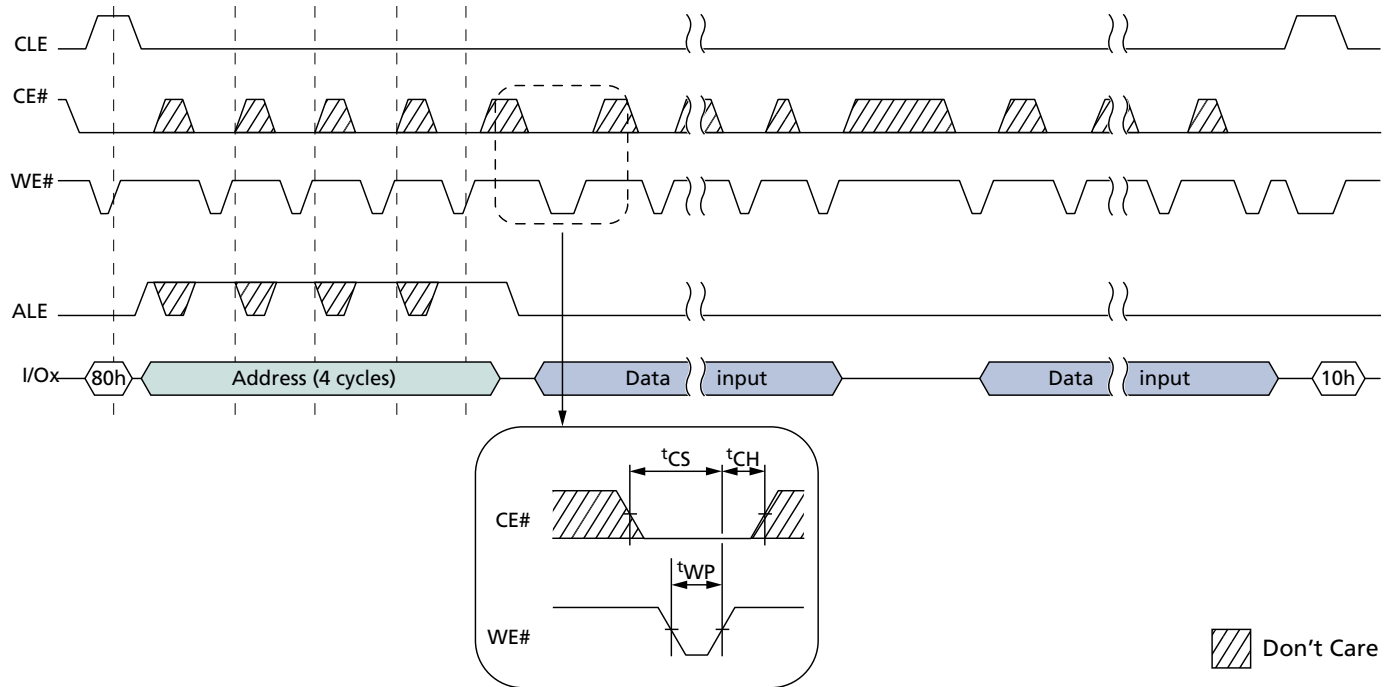 CLE
CE#
WE#
ALE
I/Ox 80h Address (4 cycles) Data input Data input 10h
tCS tCH
CE#
tWP
WE#
Don't Care